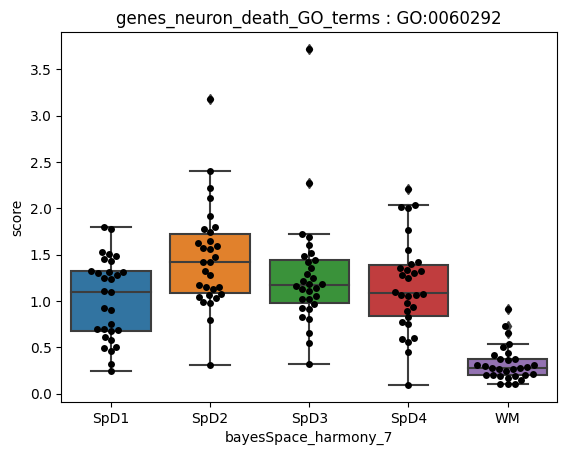 genes_neuron_death_GO_terms : GO:0060292
score
3.5
3.0
2.5
2.0
1.5
1.0
0.5
0.0
SpD1 SpD2 SpD3 SpD4 WM
bayesSpace_harmony_7